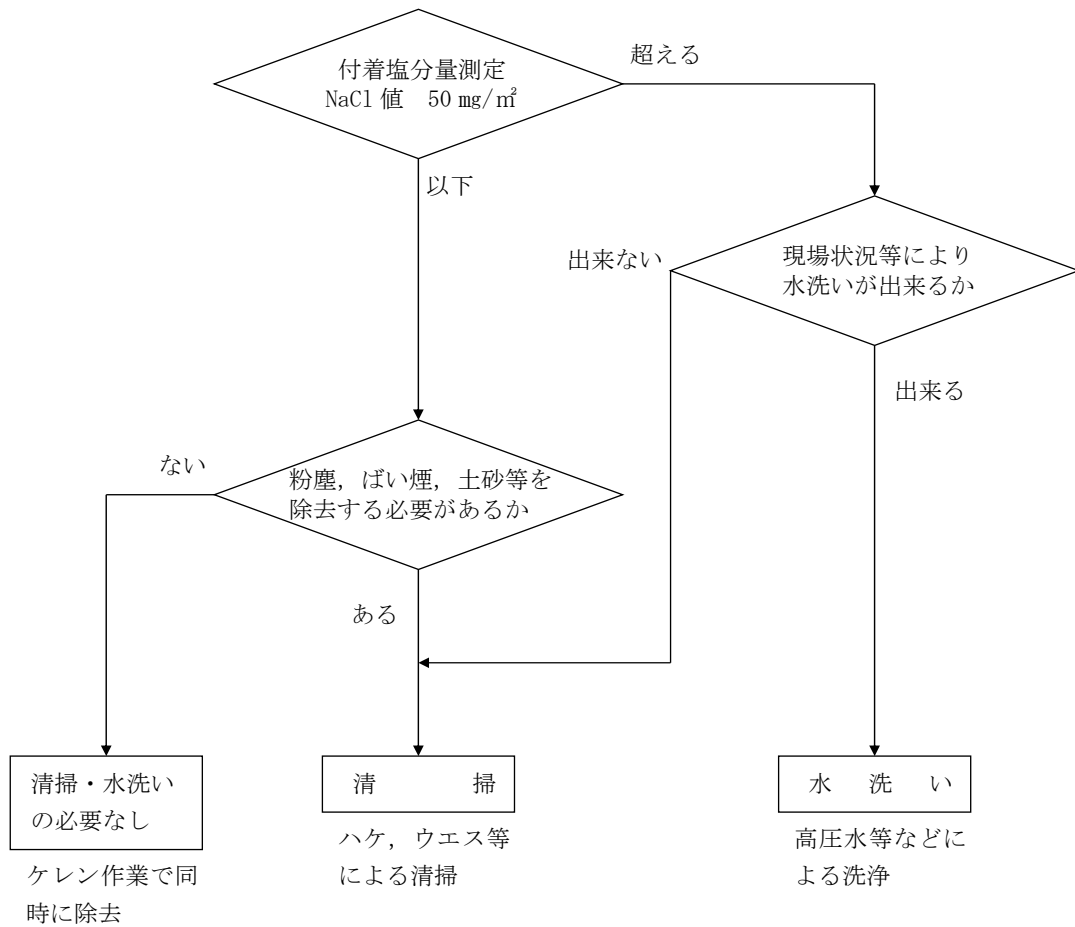 付着塩分量測定
NaCl 値　50 mg/㎡
超える
以下
現場状況等により
水洗いが出来るか
出来ない
出来る
ない
粉塵，ばい煙，土砂等を
除去する必要があるか
ある
清掃・水洗い
の必要なし
ケレン作業で同
時に除去
清　　　掃
ハケ，ウエス等
による清掃
水　洗　い
高圧水等などに
よる洗浄